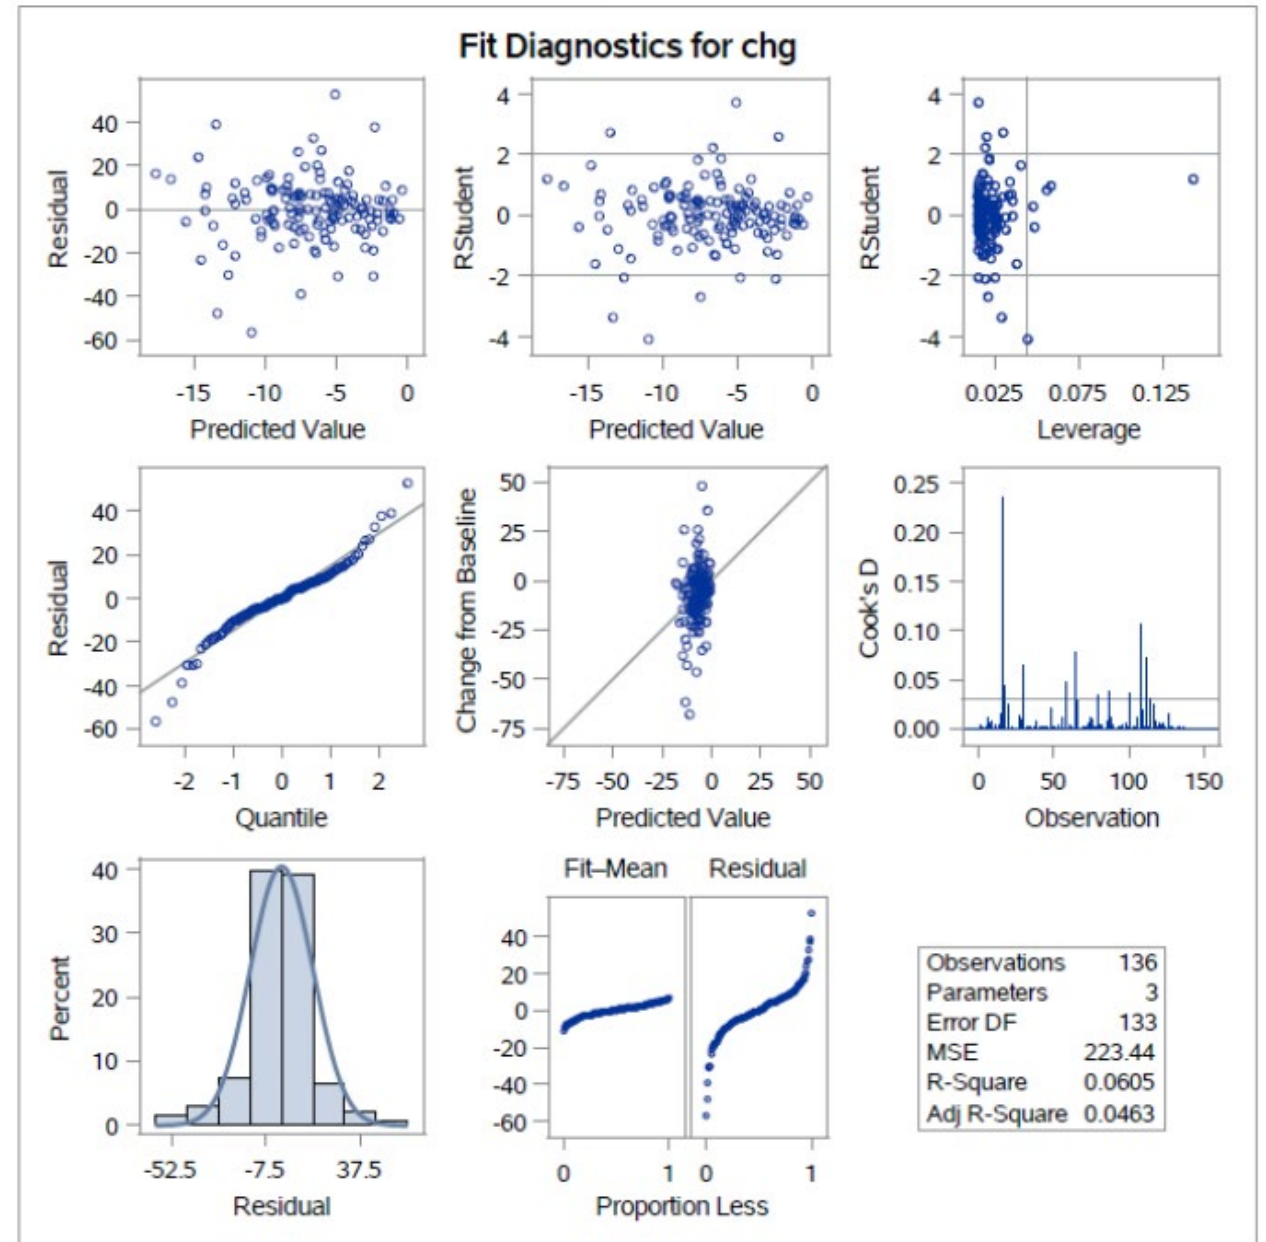 Fit Diagnostics for chg
Residual
40
20
0
-20
-40
-60
-15 -10 -5 0
Predicted Value
RStudent
4
2
0
-2
-4
-15 -10 -5 0
Predicted Value
RStudent
4
2
0
-2
-4
0.025 0.075 0.125
Leverage
Residual
40
20
0
-20
-40
-60
-2 -1 0 1 2
Quantile
Change from Baseline
50
25
0
-25
-50
-75
-75 -50 -25 0 25 50
Predicted Value
Cook's D
0.25
0.20
0.15
0.10
0.05
0.00
0 50 100 150
Observation
Percent
40
30
20
10
0
-52.5 -7.5 37.5
Residual
Fit–Mean Residual
40
20
0
-20
-40
-60
0 1 0 1
Proportion Less
Observations 136
Parameters 3
Error DF 133
MSE 223.44
R-Square 0.0605
Adj R-Square 0.0463